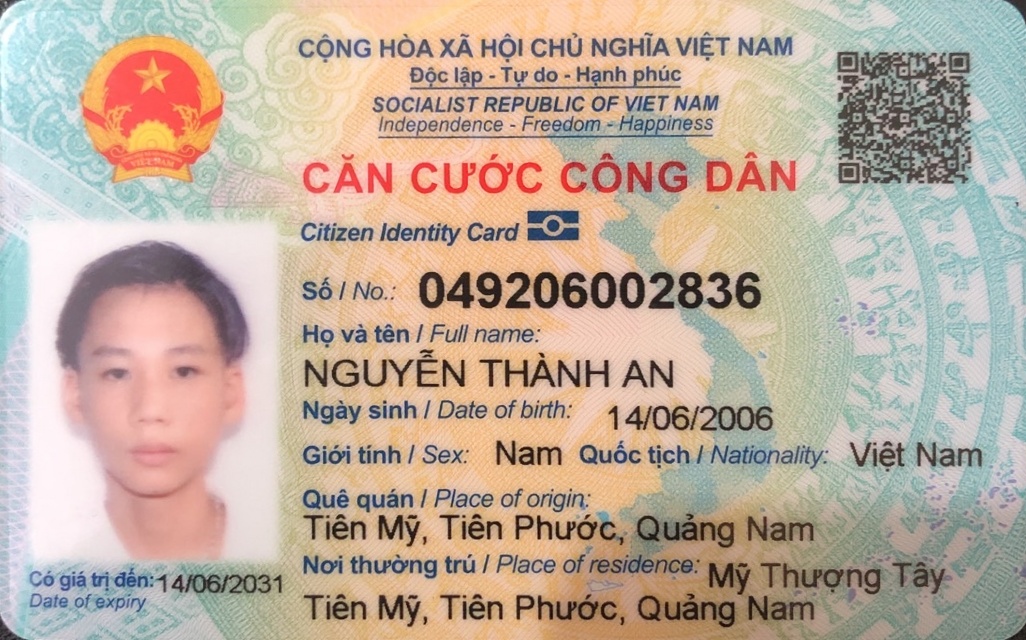 CỘNG HÒA XÃ HỘI CHỦ NGHĨA VIỆT NAM
Độc lập - Tự do - Hạnh phúc
SOCIALIST REPUBLIC OF VIET NAM
Independence - Freedom - Happiness
CĂN CƯỚC CÔNG DÂN
Citizen Identity Card
Số / No.: 049206002836
Họ và tên / Full name:
NGUYỄN THÀNH AN
Ngày sinh / Date of birth: 14/06/2006
Giới tính / Sex: Nam Quốc tịch / Nationality: Việt Nam
Quê quán / Place of origin:
Tiên Mỹ, Tiên Phước, Quảng Nam
Nơi thường trú / Place of residence: Mỹ Thượng Tây
Tiên Mỹ, Tiên Phước, Quảng Nam
Có giá trị đến: 14/06/2031
Date of expiry
VIỆT NAM